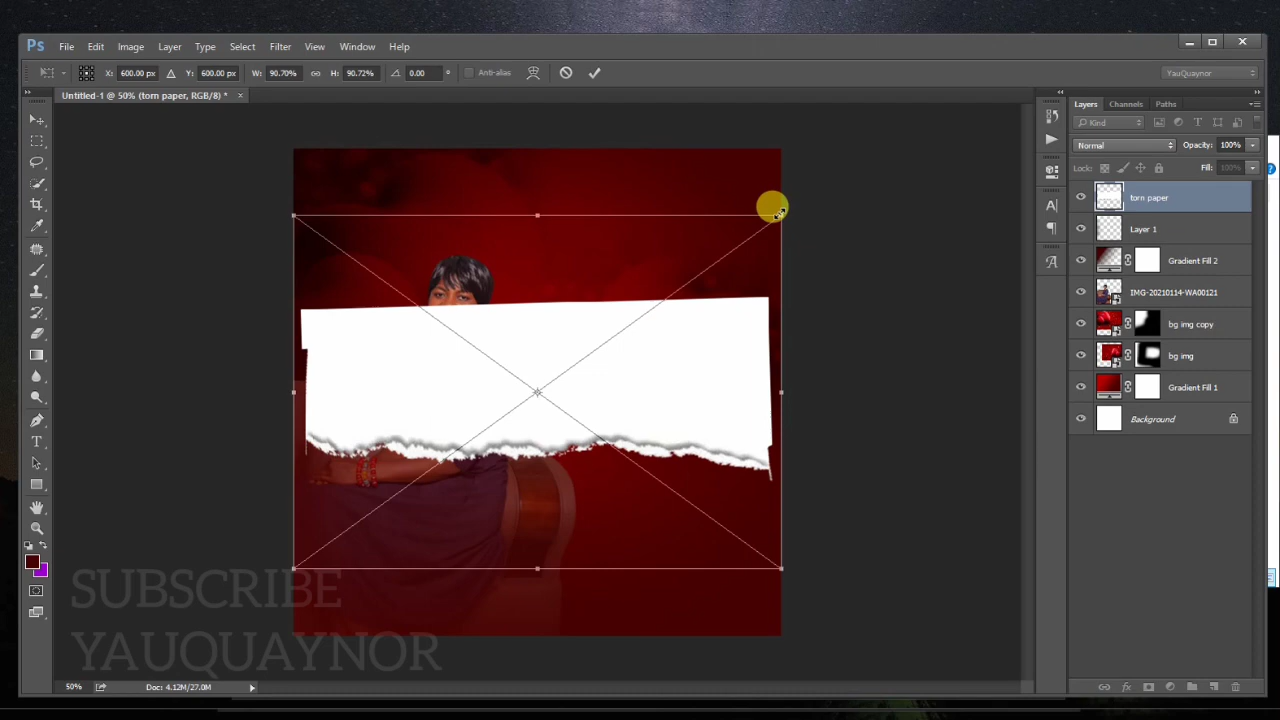 Ps File Edit Image Layer Type Select Filter View Window Help
X: 600.00 px Y: 600.00 px W: 90.70% H: 90.72% 0.00 ° Anti-alias YauQuaynor
Untitled-1 @ 50% (torn paper, RGB/8) * ×
Layers Channels Paths
Kind
Normal Opacity: 100%
Lock: Fill: 100%
torn paper
Layer 1
Gradient Fill 2
IMG-20210114-WA00121
bg img copy
bg img
Gradient Fill 1
Background
SUBSCRIBE
YAUQUAYNOR
50% Doc: 4.12M/27.0M